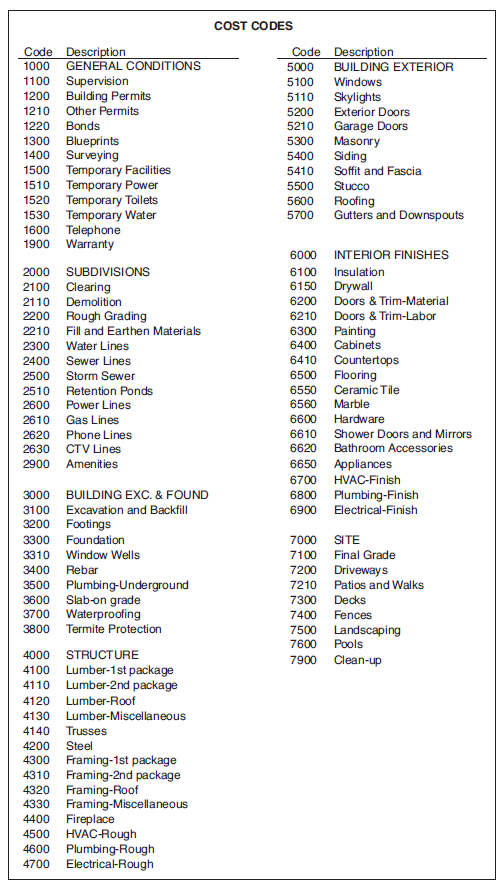 COST CODES
Code Description
1000 GENERAL CONDITIONS
1100 Supervision
1200 Building Permits
1210 Other Permits
1220 Bonds
1300 Blueprints
1400 Surveying
1500 Temporary Facilities
1510 Temporary Power
1520 Temporary Toilets
1530 Temporary Water
1600 Telephone
1900 Warranty
2000 SUBDIVISIONS
2100 Clearing
2110 Demolition
2200 Rough Grading
2210 Fill and Earthen Materials
2300 Water Lines
2400 Sewer Lines
2500 Storm Sewer
2510 Retention Ponds
2600 Power Lines
2610 Gas Lines
2620 Phone Lines
2630 CTV Lines
2900 Amenities
3000 BUILDING EXC. & FOUND
3100 Excavation and Backfill
3200 Footings
3300 Foundation
3310 Window Wells
3400 Rebar
3500 Plumbing-Underground
3600 Slab-on grade
3700 Waterproofing
3800 Termite Protection
4000 STRUCTURE
4100 Lumber-1st package
4110 Lumber-2nd package
4120 Lumber-Roof
4130 Lumber-Miscellaneous
4140 Trusses
4200 Steel
4300 Framing-1st package
4310 Framing-2nd package
4320 Framing-Roof
4330 Framing-Miscellaneous
4400 Fireplace
4500 HVAC-Rough
4600 Plumbing-Rough
4700 Electrical-Rough
Code Description
5000 BUILDING EXTERIOR
5100 Windows
5110 Skylights
5200 Exterior Doors
5210 Garage Doors
5300 Masonry
5400 Siding
5410 Soffit and Fascia
5500 Stucco
5600 Roofing
5700 Gutters and Downspouts
6000 INTERIOR FINISHES
6100 Insulation
6150 Drywall
6200 Doors & Trim-Material
6210 Doors & Trim-Labor
6300 Painting
6400 Cabinets
6410 Countertops
6500 Flooring
6550 Ceramic Tile
6560 Marble
6600 Hardware
6610 Shower Doors and Mirrors
6620 Bathroom Accessories
6650 Appliances
6700 HVAC-Finish
6800 Plumbing-Finish
6900 Electrical-Finish
7000 SITE
7100 Final Grade
7200 Driveways
7210 Patios and Walks
7300 Decks
7400 Fences
7500 Landscaping
7600 Pools
7900 Clean-up